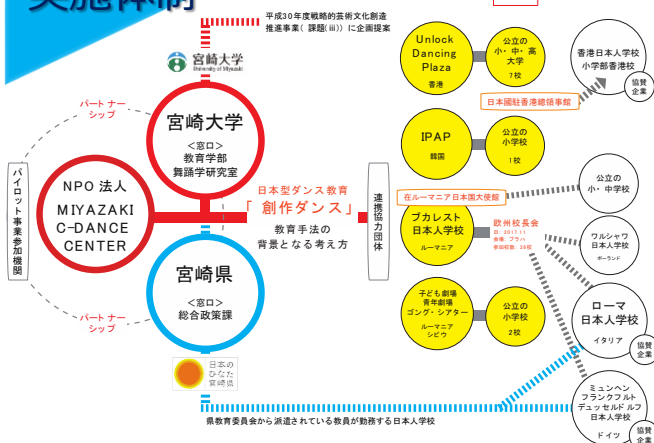 実施体制
平成30年度戦略的芸術文化創造
推進事業( 課題(ⅲ)) に企画提案
宮崎大学
University of Miyazaki
パートナー
シップ
宮崎大学
<窓口>
教育学部
舞踊学研究室
パイロット事業参加機関
NPO 法人
MIYAZAKI
C-DANCE
CENTER
日本型ダンス教育
「 創作ダンス」
教育手法の
背景となる考え方
連携協力団体
宮崎県
<窓口>
総合政策課
パートナー
シップ
日本の
ひなた
宮崎県
県教育委員会から派遣されている教員が勤務する日本人学校
Unlock
Dancing
Plaza
香港
公立の
小・中・高
大学
7校
香港日本人学校
小学部香港校
協賛
企業
日本國駐香港總領事館
IPAP
韓国
公立の
小学校
1校
在ルーマニア日本国大使館
公立の
小・中学校
ブカレスト
日本人学校
ルーマニア
欧州校長会
日: 2017.11
会場: プラハ
参加校数: 26校
ワルシャワ
日本人学校
ポーランド
子ども劇場
青年劇場
ゴング・シアター
ルーマニア
シビウ
公立の
小学校
2校
ローマ
日本人学校
イタリア
協賛
企業
ミュンヘン
フランクフルト
デュッセルドルフ
日本人学校
ドイツ
協賛
企業